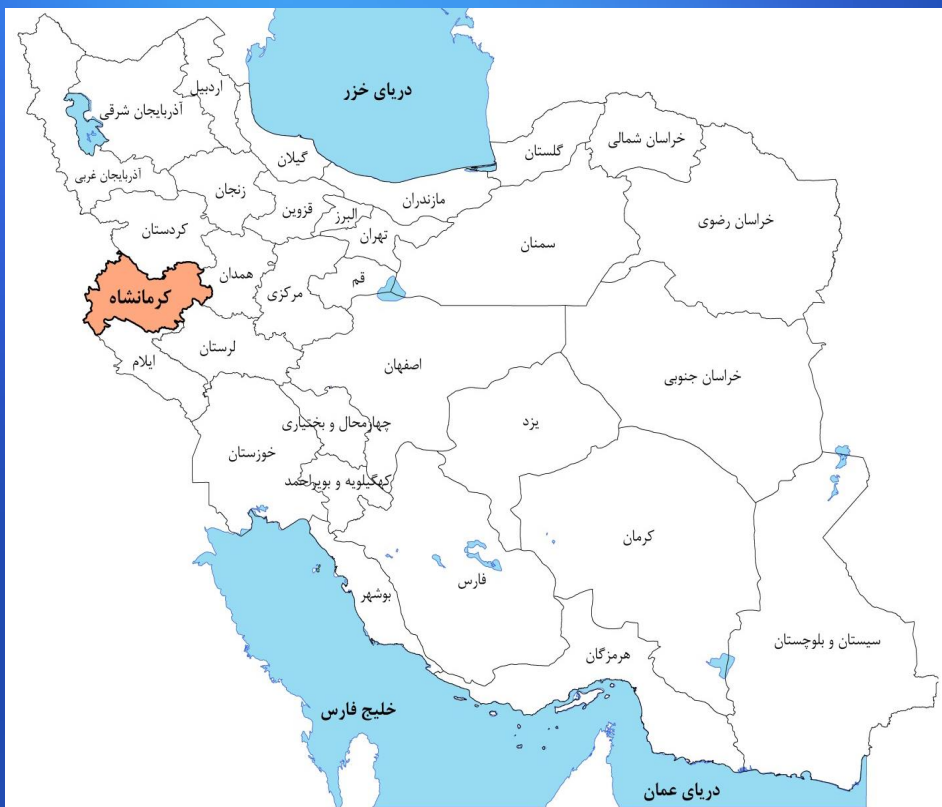 دریای خزر
اردبیل
آذربایجان شرقی
خراسان شمالی
گلستان
گیلان
آذربایجان غربی
زنجان
مازندران
قزوین
البرز
خراسان رضوی
تهران
سمنان
کردستان
همدان
قم
مرکزی
کرمانشاه
لرستان
ایلام
اصفهان
خراسان جنوبی
یزد
چهارمحال و بختیاری
خوزستان
کهگیلویه و بویراحمد
کرمان
فارس
بوشهر
سیستان و بلوچستان
هرمزگان
خلیج فارس
دریای عمان